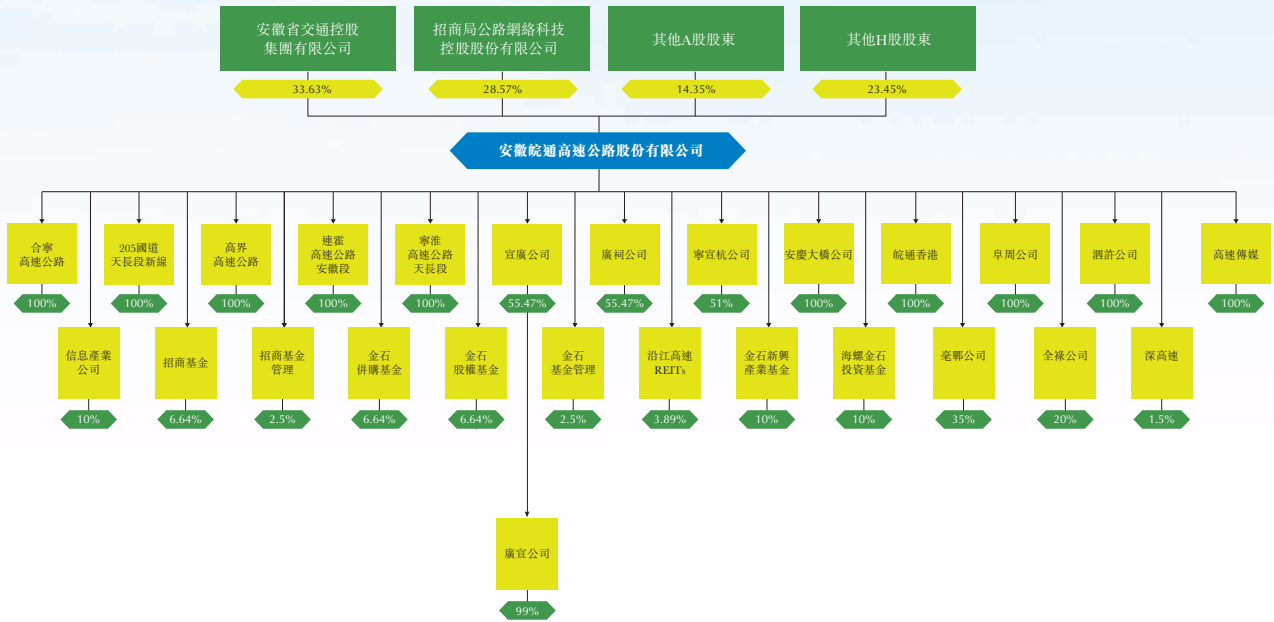 安徽省交通控股
集團有限公司
招商局公路網絡科技
控股股份有限公司
其他A股股東
其他H股股東
33.63%
28.57%
14.35%
23.45%
安徽皖通高速公路股份有限公司
合寧
高速公路
205國道
天長段新線
高界
高速公路
連霍
高速公路
安徽段
寧淮
高速公路
天長段
宣廣公司
廣祠公司
寧宣杭公司
安慶大橋公司
皖通香港
阜周公司
泗許公司
高速傳媒
100%
100%
100%
100%
100%
55.47%
55.47%
51%
100%
100%
100%
100%
100%
信息產業
公司
招商基金
招商基金
管理
金石
併購基金
金石
股權基金
金石
基金管理
沿江高速
REITs
金石新興
產業基金
海螺金石
投資基金
亳鄲公司
全祿公司
深高速
10%
6.64%
2.5%
6.64%
6.64%
2.5%
3.89%
10%
10%
35%
20%
1.5%
廣宣公司
99%